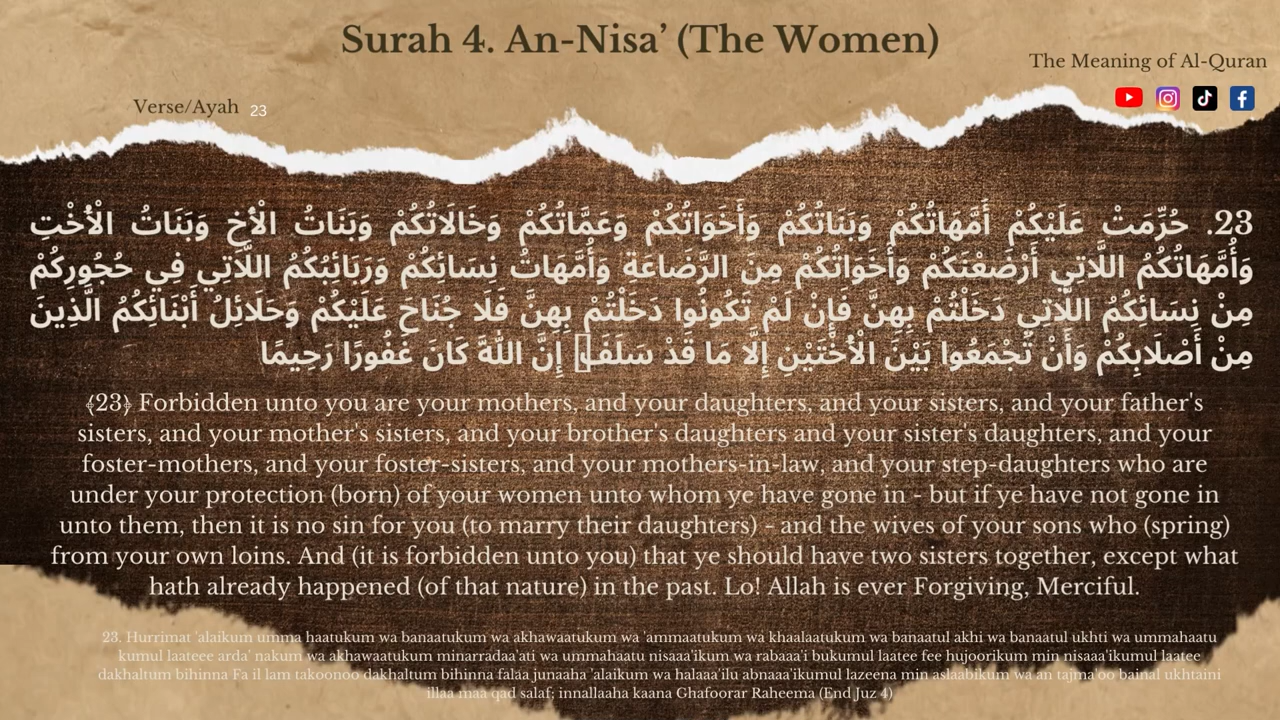 Surah 4. An-Nisa’ (The Women)
The Meaning of Al-Quran
Verse/Ayah 23
23. حُرِّمَتْ عَلَيْكُمْ أُمَّهَاتُكُمْ وَبَنَاتُكُمْ وَأَخَوَاتُكُمْ وَعَمَّاتُكُمْ وَخَالَاتُكُمْ وَبَنَاتُ الْأَخِ وَبَنَاتُ الْأُخْتِ
وَأُمَّهَاتُكُمُ اللَّاتِي أَرْضَعْنَكُمْ وَأَخَوَاتُكُمْ مِنَ الرَّضَاعَةِ وَأُمَّهَاتُ نِسَائِكُمْ وَرَبَائِبُكُمُ اللَّاتِي فِي حُجُورِكُمْ
مِنْ نِسَائِكُمُ اللَّاتِي دَخَلْتُمْ بِهِنَّ فَإِنْ لَمْ تَكُونُوا دَخَلْتُمْ بِهِنَّ فَلَا جُنَاحَ عَلَيْكُمْ وَحَلَائِلُ أَبْنَائِكُمُ الَّذِينَ
مِنْ أَصْلَابِكُمْ وَأَنْ تَجْمَعُوا بَيْنَ الْأُخْتَيْنِ إِلَّا مَا قَدْ سَلَفَ إِنَّ اللَّهَ كَانَ غَفُورًا رَحِيمًا
﴾23﴿ Forbidden unto you are your mothers, and your daughters, and your sisters, and your father's
sisters, and your mother's sisters, and your brother's daughters and your sister's daughters, and your
foster-mothers, and your foster-sisters, and your mothers-in-law, and your step-daughters who are
under your protection (born) of your women unto whom ye have gone in - but if ye have not gone in
unto them, then it is no sin for you (to marry their daughters) - and the wives of your sons who (spring)
from your own loins. And (it is forbidden unto you) that ye should have two sisters together, except what
hath already happened (of that nature) in the past. Lo! Allah is ever Forgiving, Merciful.
23. Hurrimat 'alaikum umma haatukum wa banaatukum wa akhawaatukum wa 'ammaatukum wa khaalaatukum wa banaatul akhi wa banaatul ukhti wa ummahaatu
kumul laateee arda' nakum wa akhawaatukum minarradaa'ati wa ummahaatu nisaaa'ikum wa rabaaa'i bukumul laatee fee hujoorikum min nisaaa'ikumul laatee
dakhaltum bihinna Fa il lam takoonoo dakhaltum bihinna falaa junaaha 'alaikum wa halaaa'ilu abnaaa'ikumul lazeena min aslaabikum wa an tajma'oo bainal ukhtaini
illaa maa qad salaf; innallaaha kaana Ghafoorar Raheema (End Juz 4)